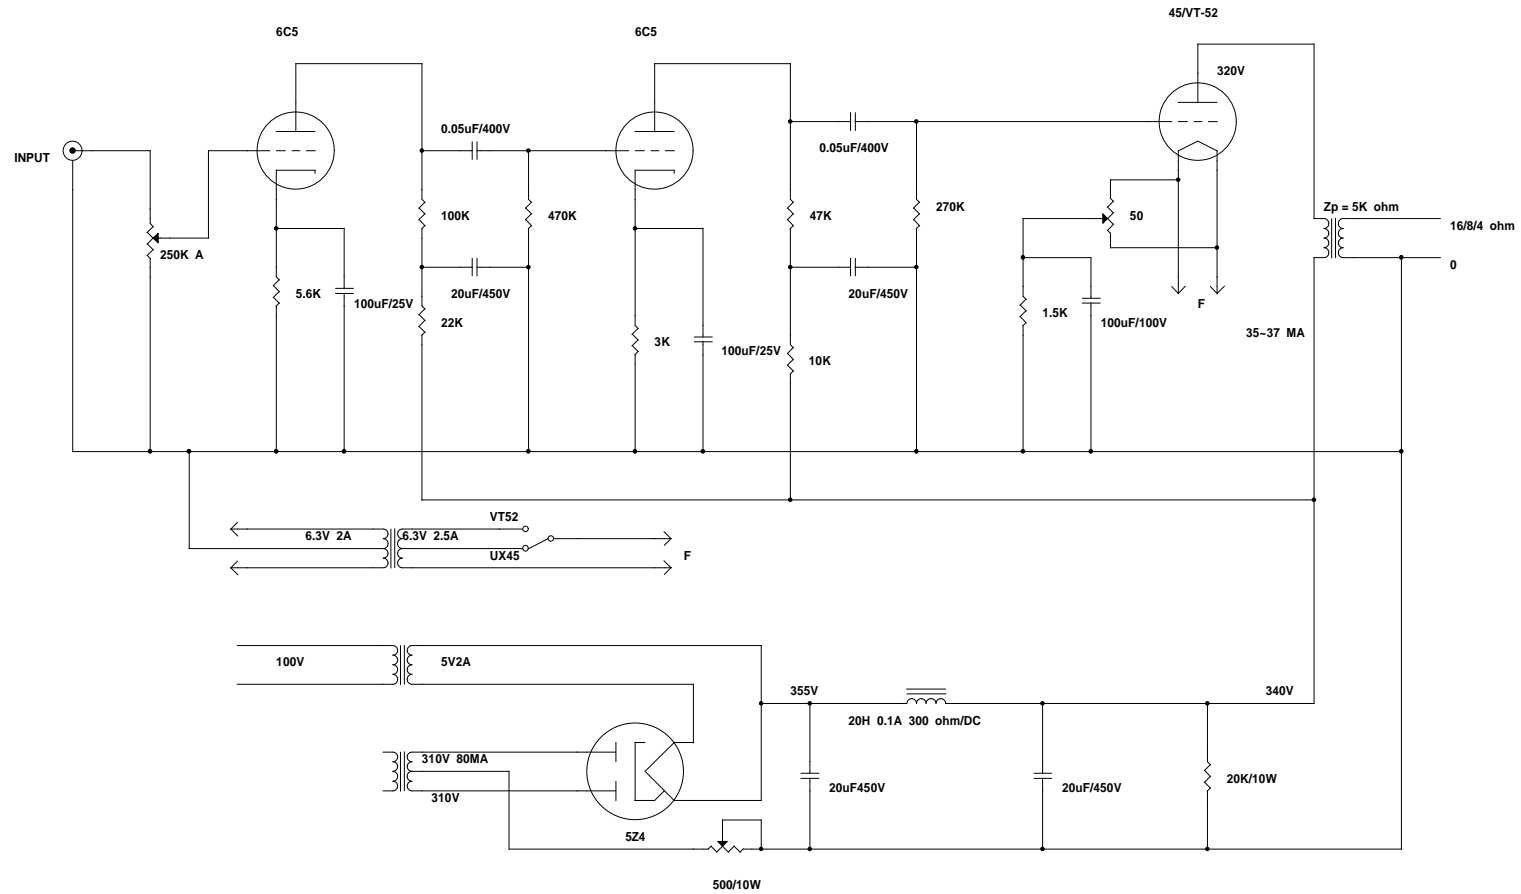 45/VT-52
6C5
6C5
320V
0.05uF/400V
0.05uF/400V
INPUT
250K A
100K
470K
47K
270K
50
Zp = 5K ohm
16/8/4 ohm
0
5.6K
100uF/25V
20uF/450V
22K
3K
100uF/25V
20uF/450V
10K
1.5K
100uF/100V
F
35~37 MA
VT52
6.3V 2A
6.3V 2.5A
UX45
F
100V
5V2A
355V
340V
20H 0.1A 300 ohm/DC
310V 80MA
310V
20uF450V
20uF/450V
20K/10W
5Z4
500/10W